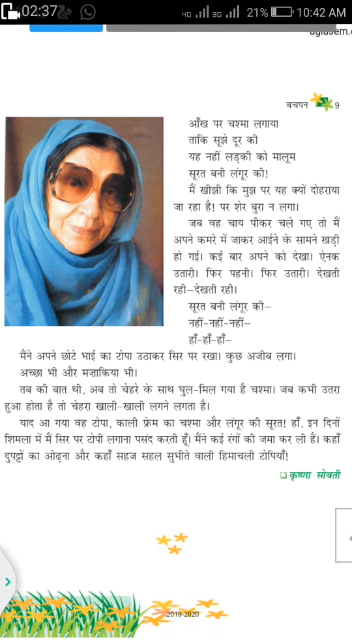 02:37
4G 3G 21% 10:42 AM
aglasem.c
बचपन 9
आँख पर चश्मा लगाया
ताकि सूझे दूर की
यह नहीं लड़की को मालूम
सूरत बनी लंगूर की!
मैं खीझी कि मुझ पर यह क्यों दोहराया
जा रहा है! पर शेर बुरा न लगा।
जब वह चाय पीकर चले गए तो मैं
अपने कमरे में जाकर आईने के सामने खड़ी
हो गई। कई बार अपने को देखा। ऐनक
उतारी। फिर पहनी। फिर उतारी। देखती
रही–देखती रही।
सूरत बनी लंगूर की–
नहीं-नहीं-नहीं–
हाँ-हाँ-हाँ–
मैंने अपने छोटे भाई का टोपा उठाकर सिर पर रखा। कुछ अजीब लगा।
अच्छा भी और मज़ाकिया भी।
तब की बात थी, अब तो चेहरे के साथ घुल-मिल गया है चश्मा। जब कभी उतरा
हुआ होता है तो चेहरा खाली-खाली लगने लगता है।
याद आ गया वह टोपा, काली फ्रेम का चश्मा और लंगूर की सूरत! हाँ, इन दिनों
शिमला में मैं सिर पर टोपी लगाना पसंद करती हूँ। मैंने कई रंगों की जमा कर ली हैं। कहाँ
दुपट्टों का ओढ़ना और कहाँ सहज सहल सुभीते वाली हिमाचली टोपियाँ!
❑ कृष्णा सोबती
2019-2020